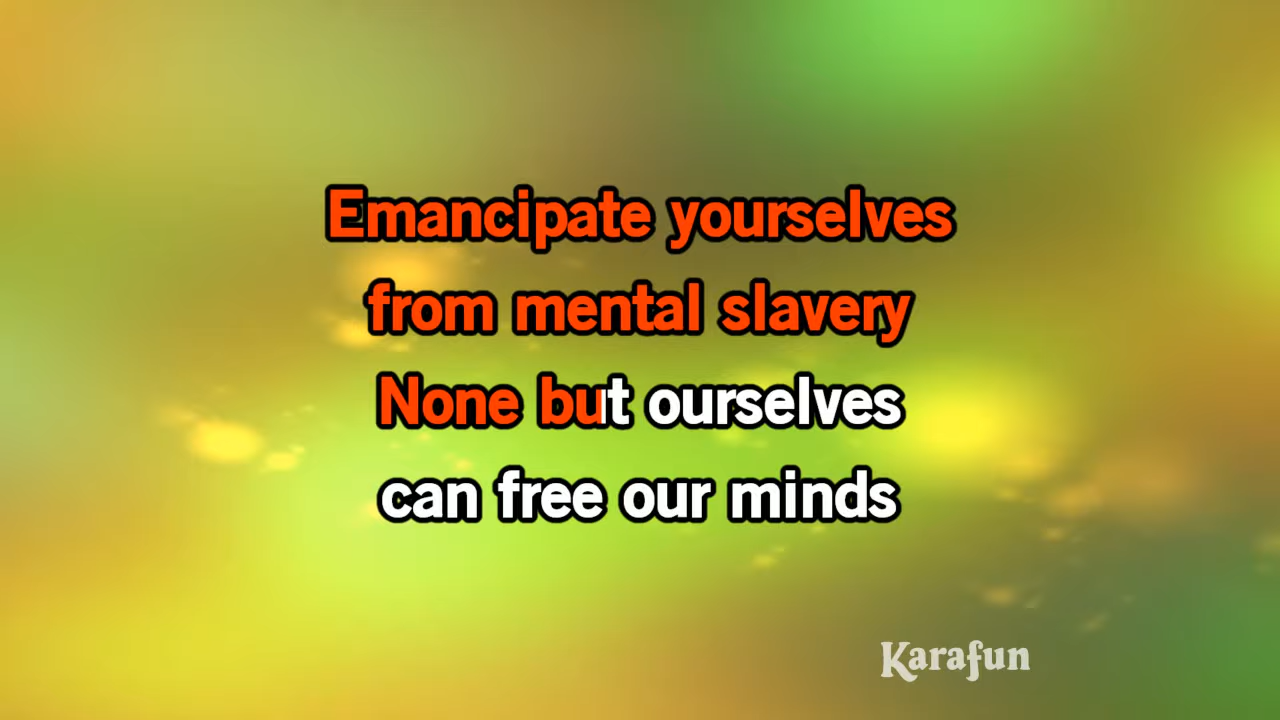 Emancipate yourselves
from mental slavery
None but ourselves
can free our minds
Karafun